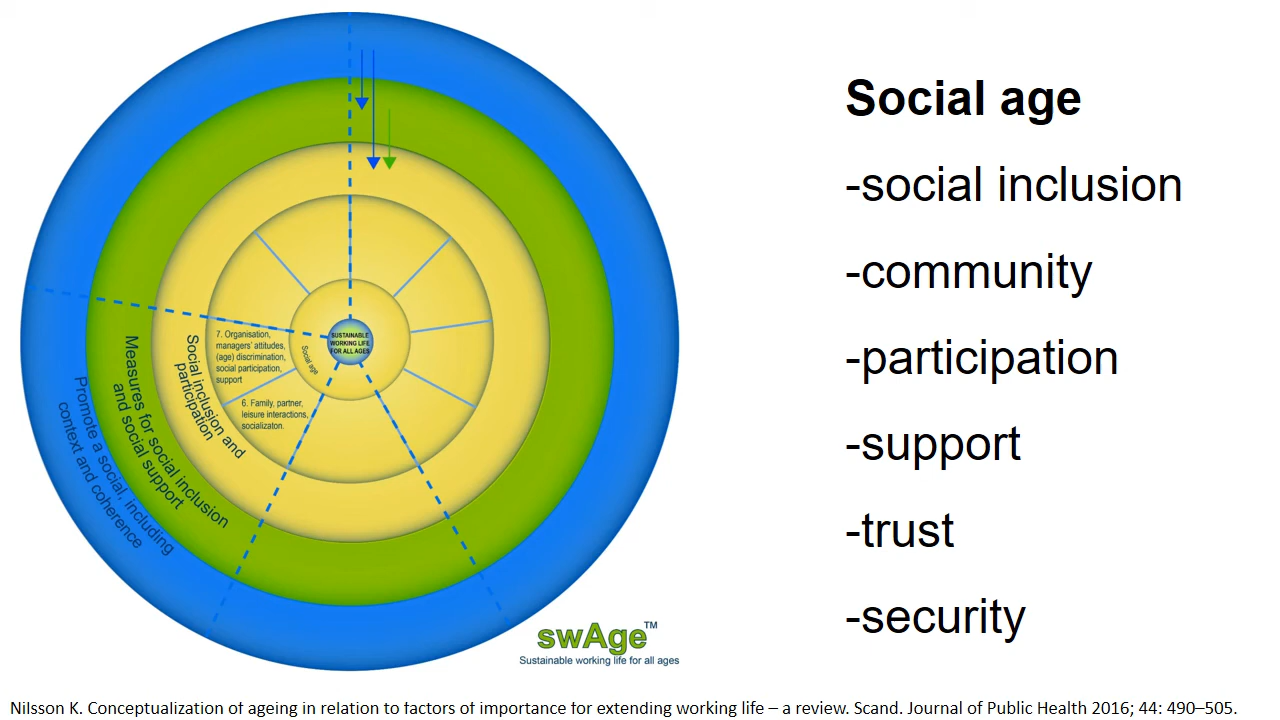 Social age
-social inclusion
-community
-participation
-support
-trust
-security
SUSTAINABLE
WORKING LIFE
FOR ALL AGES
Social age
7. Organisation,
managers' attitudes,
(age) discrimination,
social participation,
support
6. Family, partner,
leisure interactions,
socializaton.
Social inclusion and
participation
Measures for social inclusion
and social support
Promote a social, including
context and coherence
swAge™
Sustainable working life for all ages
Nilsson K. Conceptualization of ageing in relation to factors of importance for extending working life – a review. Scand. Journal of Public Health 2016; 44: 490–505.